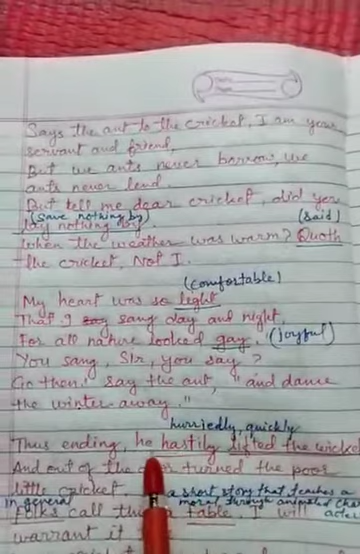 Says the ant to the cricket, I am your
servant and friend,
But we ants never borrow, we
ants never lend.
But tell me dear cricket, did you
(save nothing by) (said)
lay nothing by
When the weather was warm? Quoth
the cricket, Not I.
(comfortable)
My heart was so light
That I sang day and night,
For all nature looked gay. (joyful)
You sang, Sir, you say?
Go then." say the ant, "and dance
the winter away."
hurriedly, quickly
Thus ending, he hastily lifted the wicket
And out of the turned the poor
little cricket.
a short story that teaches a
in general moral through animated
Folks call this fable. I will
warrant it